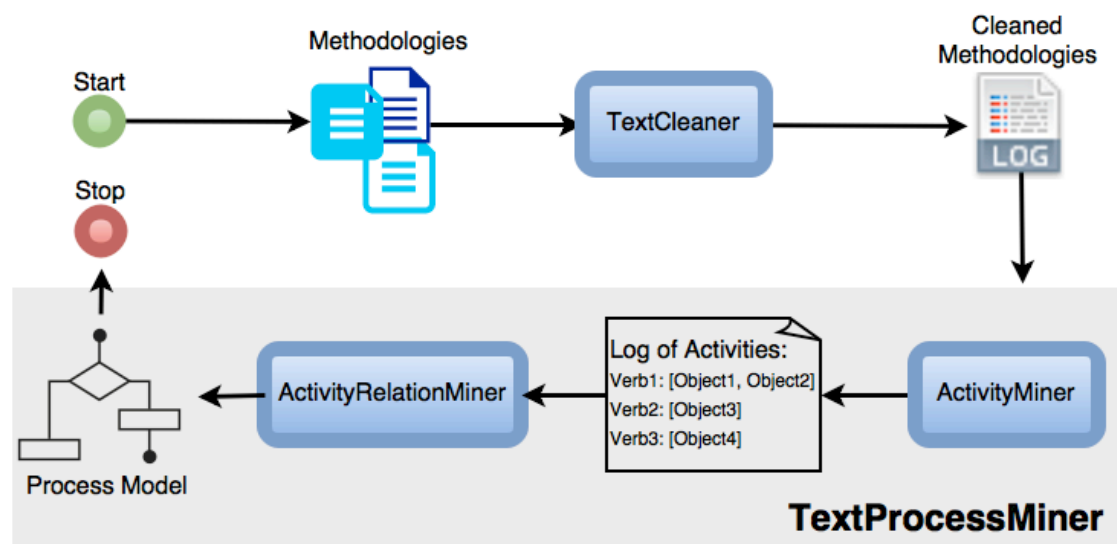 Start
Methodologies
TextCleaner
Cleaned
Methodologies
LOG
Stop
Process Model
ActivityRelationMiner
Log of Activities:
Verb1: [Object1, Object2]
Verb2: [Object3]
Verb3: [Object4]
ActivityMiner
TextProcessMiner